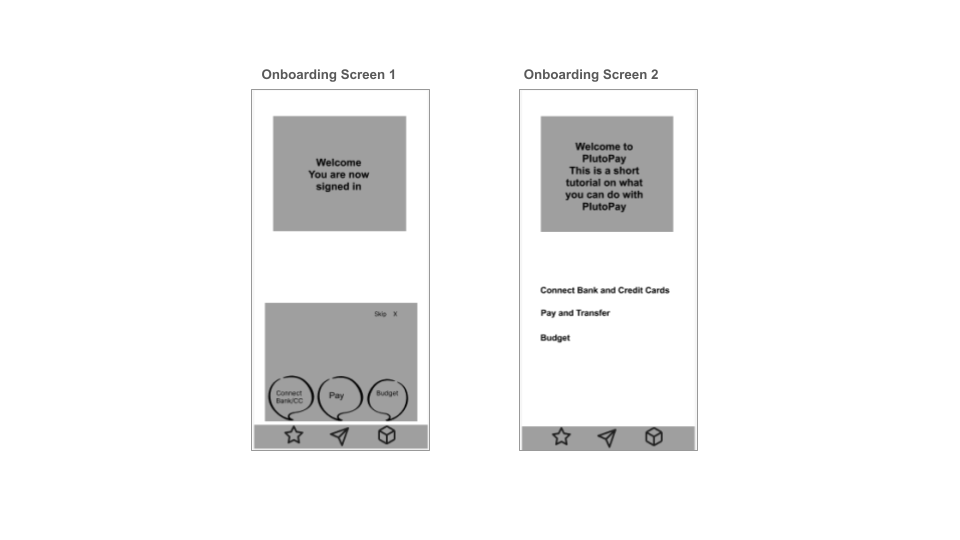 Onboarding Screen 1
Welcome
You are now
signed in
Skip X
Connect
Bank/CC
Pay
Budget
Onboarding Screen 2
Welcome to
PlutoPay
This is a short
tutorial on what
you can do with
PlutoPay
Connect Bank and Credit Cards
Pay and Transfer
Budget